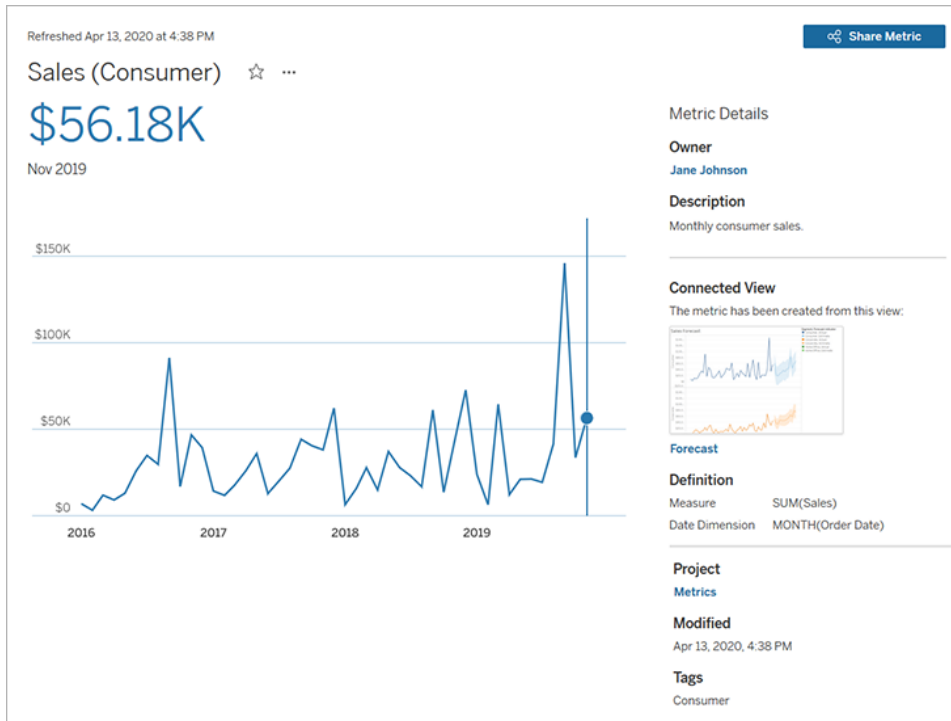 Refreshed Apr 13, 2020 at 4:38 PM
Share Metric
Sales (Consumer)
$56.18K
Nov 2019
$150K
$100K
$50K
$0
2016 2017 2018 2019
Metric Details
Owner
Jane Johnson
Description
Monthly consumer sales.
Connected View
The metric has been created from this view:
Sales Forecast
Forecast
Definition
Measure SUM(Sales)
Date Dimension MONTH(Order Date)
Project
Metrics
Modified
Apr 13, 2020, 4:38 PM
Tags
Consumer